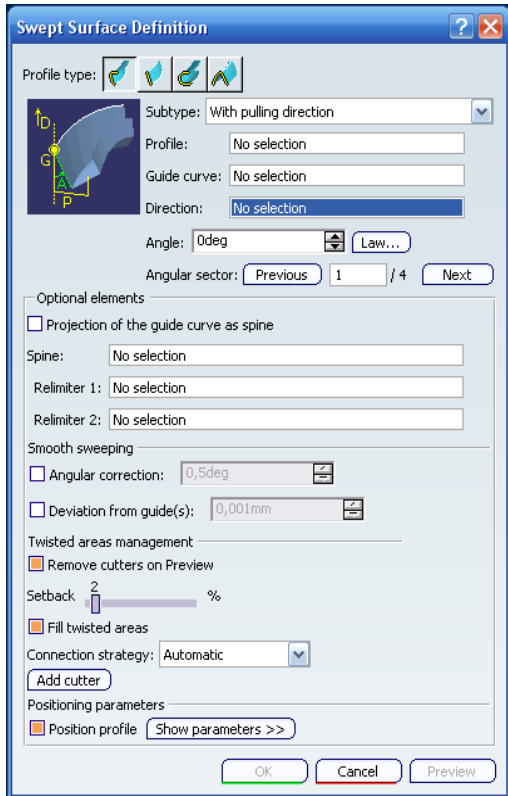 Swept Surface Definition
Profile type:
D
G
A
P
Subtype: With pulling direction
Profile: No selection
Guide curve: No selection
Direction: No selection
Angle: 0deg Law...
Angular sector: Previous 1 / 4 Next
Optional elements
Projection of the guide curve as spine
Spine: No selection
Relimiter 1: No selection
Relimiter 2: No selection
Smooth sweeping
Angular correction: 0,5deg
Deviation from guide(s): 0,001mm
Twisted areas management
Remove cutters on Preview
2
Setback %
Fill twisted areas
Connection strategy: Automatic
Add cutter
Positioning parameters
Position profile Show parameters >>
OK Cancel Preview